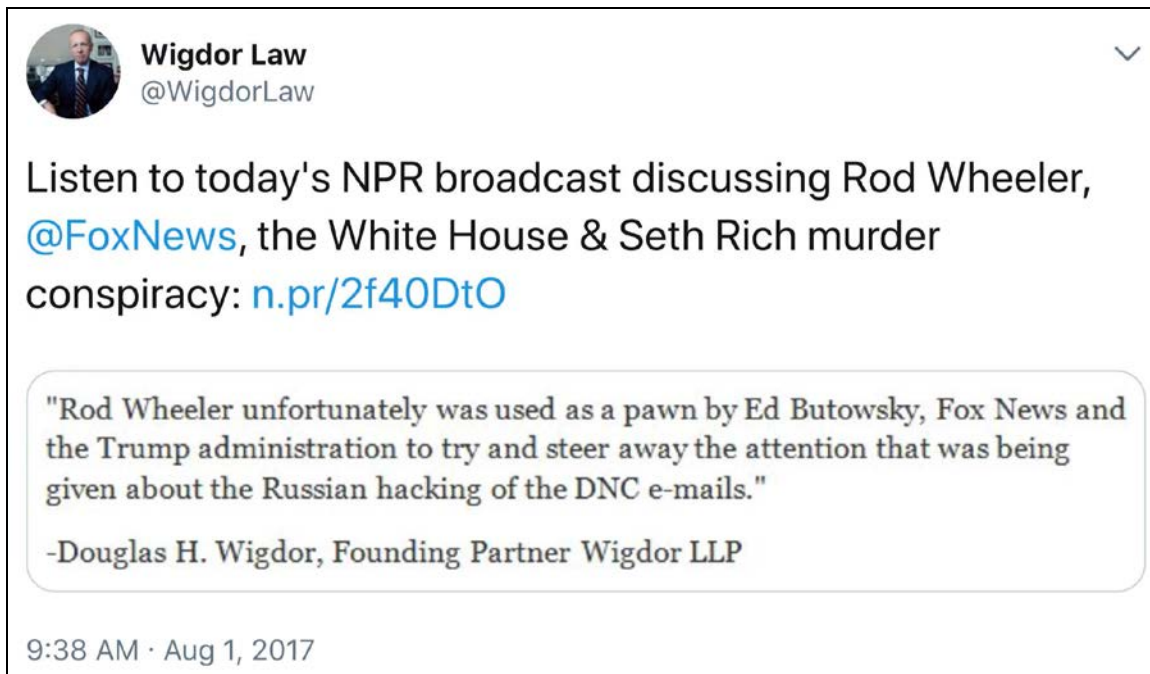 Wigdor Law
@WigdorLaw
Listen to today's NPR broadcast discussing Rod Wheeler,
@FoxNews, the White House & Seth Rich murder
conspiracy: n.pr/2f40DtO
"Rod Wheeler unfortunately was used as a pawn by Ed Butowsky, Fox News and
the Trump administration to try and steer away the attention that was being
given about the Russian hacking of the DNC e-mails."
-Douglas H. Wigdor, Founding Partner Wigdor LLP
9:38 AM · Aug 1, 2017